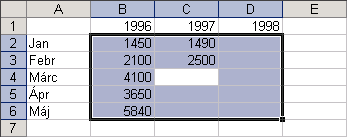 A B C D E
1 1996 1997 1998
2 Jan 1450 1490
3 Febr 2100 2500
4 Márc 4100
5 Ápr 3650
6 Máj 5840
7